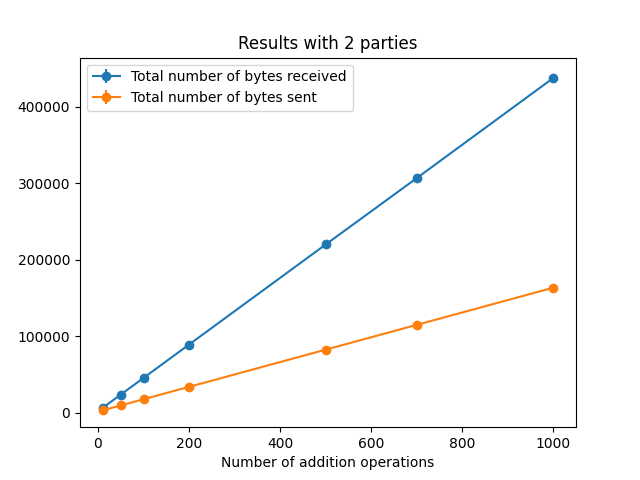 Results with 2 parties
Total number of bytes received
Total number of bytes sent
400000
300000
200000
100000
0
0 200 400 600 800 1000
Number of addition operations